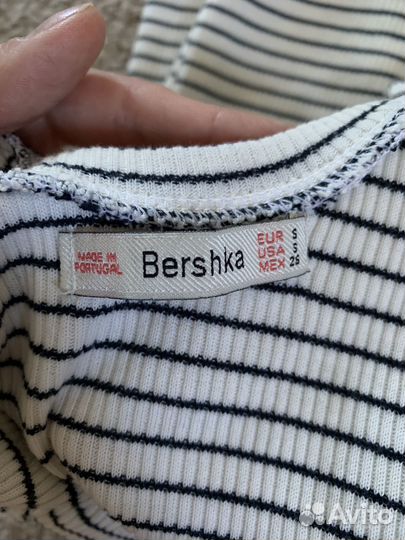 MADE IN
PORTUGAL
Bershka
EUR S
USA S
MEX 26
Avito